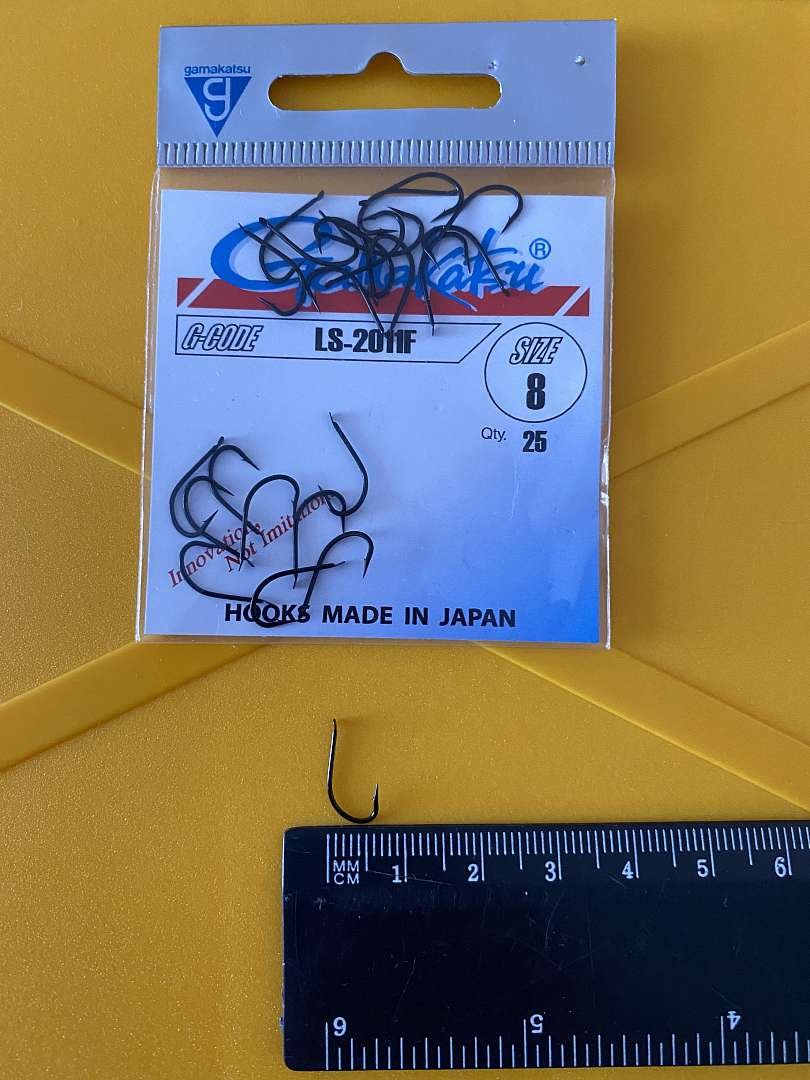 gamakatsu
g
Gamakatsu®
G-CODE LS-2011F
SIZE
8
Qty. 25
Innovation,
Not Imitation
HOOKS MADE IN JAPAN
MM
CM 1 2 3 4 5 6
6 5 4